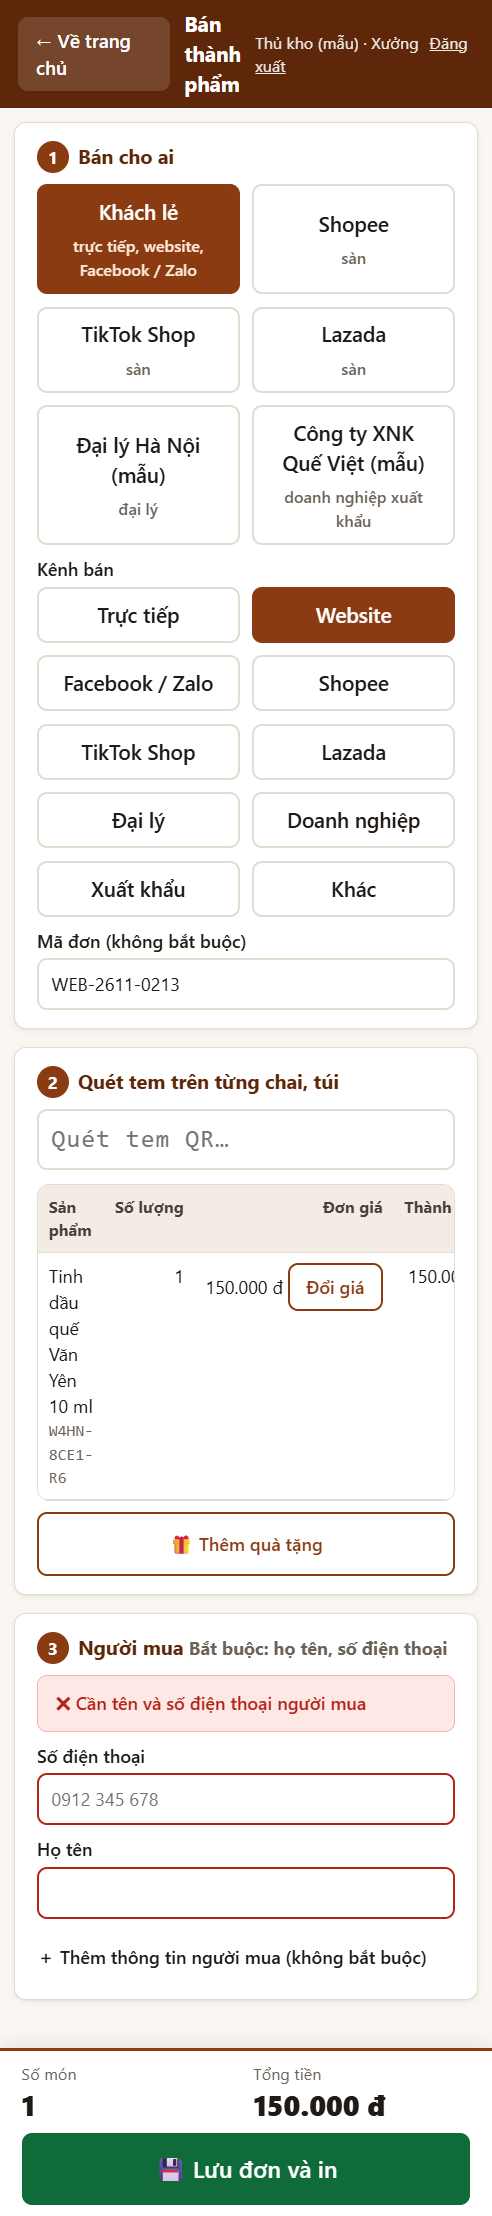 ← Về trang chủ
Bán thành phẩm
Thủ kho (mẫu) · Xưởng Đăng xuất
1 Bán cho ai
Khách lẻ
trực tiếp, website, Facebook / Zalo
Shopee
sàn
TikTok Shop
sàn
Lazada
sàn
Đại lý Hà Nội (mẫu)
đại lý
Công ty XNK Quế Việt (mẫu)
doanh nghiệp xuất khẩu
Kênh bán
Trực tiếp
Website
Facebook / Zalo
Shopee
TikTok Shop
Lazada
Đại lý
Doanh nghiệp
Xuất khẩu
Khác
Mã đơn (không bắt buộc)
WEB-2611-0213
2 Quét tem trên từng chai, túi
Quét tem QR…
Sản phẩm
Số lượng
Đơn giá
Thành
Tinh dầu quế Văn Yên 10 ml
W4HN-8CE1-R6
1
150.000 đ
Đổi giá
150.00
Thêm quà tặng
3 Người mua Bắt buộc: họ tên, số điện thoại
Cần tên và số điện thoại người mua
Số điện thoại
0912 345 678
Họ tên
+ Thêm thông tin người mua (không bắt buộc)
Số món
1
Tổng tiền
150.000 đ
Lưu đơn và in